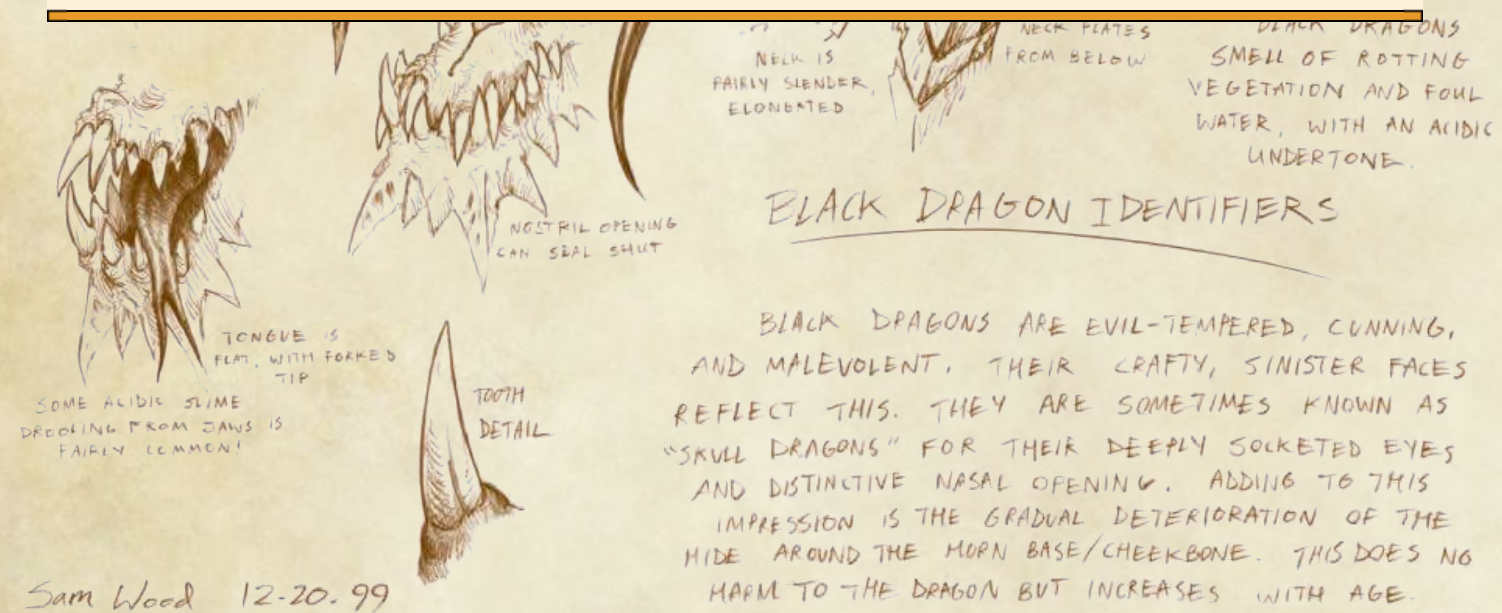 NECK IS
FAIRLY SLENDER,
ELONGATED
NECK PLATES
FROM BELOW
BLACK DRAGONS
SMELL OF ROTTING
VEGETATION AND FOUL
WATER, WITH AN ACIDIC
UNDERTONE.
NOSTRIL OPENING
CAN SEAL SHUT
BLACK DRAGON IDENTIFIERS
TONGUE IS
FLAT, WITH FORKED
TIP
SOME ACIDIC SLIME
DROOLING FROM JAWS IS
FAIRLY COMMON!
TOOTH
DETAIL
BLACK DRAGONS ARE EVIL-TEMPERED, CUNNING,
AND MALEVOLENT. THEIR CRAFTY, SINISTER FACES
REFLECT THIS. THEY ARE SOMETIMES KNOWN AS
"SKULL DRAGONS" FOR THEIR DEEPLY SOCKETED EYES
AND DISTINCTIVE NASAL OPENING. ADDING TO THIS
IMPRESSION IS THE GRADUAL DETERIORATION OF THE
HIDE AROUND THE HORN BASE/CHEEKBONE. THIS DOES NO
HARM TO THE DRAGON BUT INCREASES WITH AGE.
Sam Wood 12-20-99